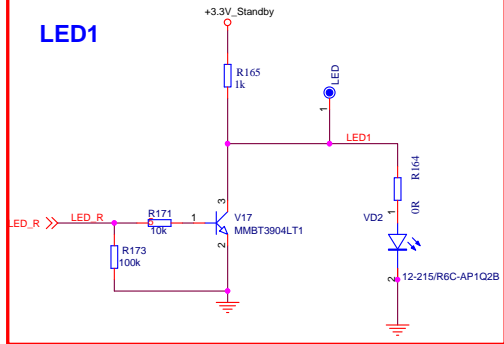 +3.3V_Standby
LED1
R165
1k
LED
1
LED1
R164
0R
3
LED_R
LED_R
R171
10k
1
V17
MMBT3904LT1
2
R173
100k
1
VD2
2
12-215/R6C-AP1Q2B